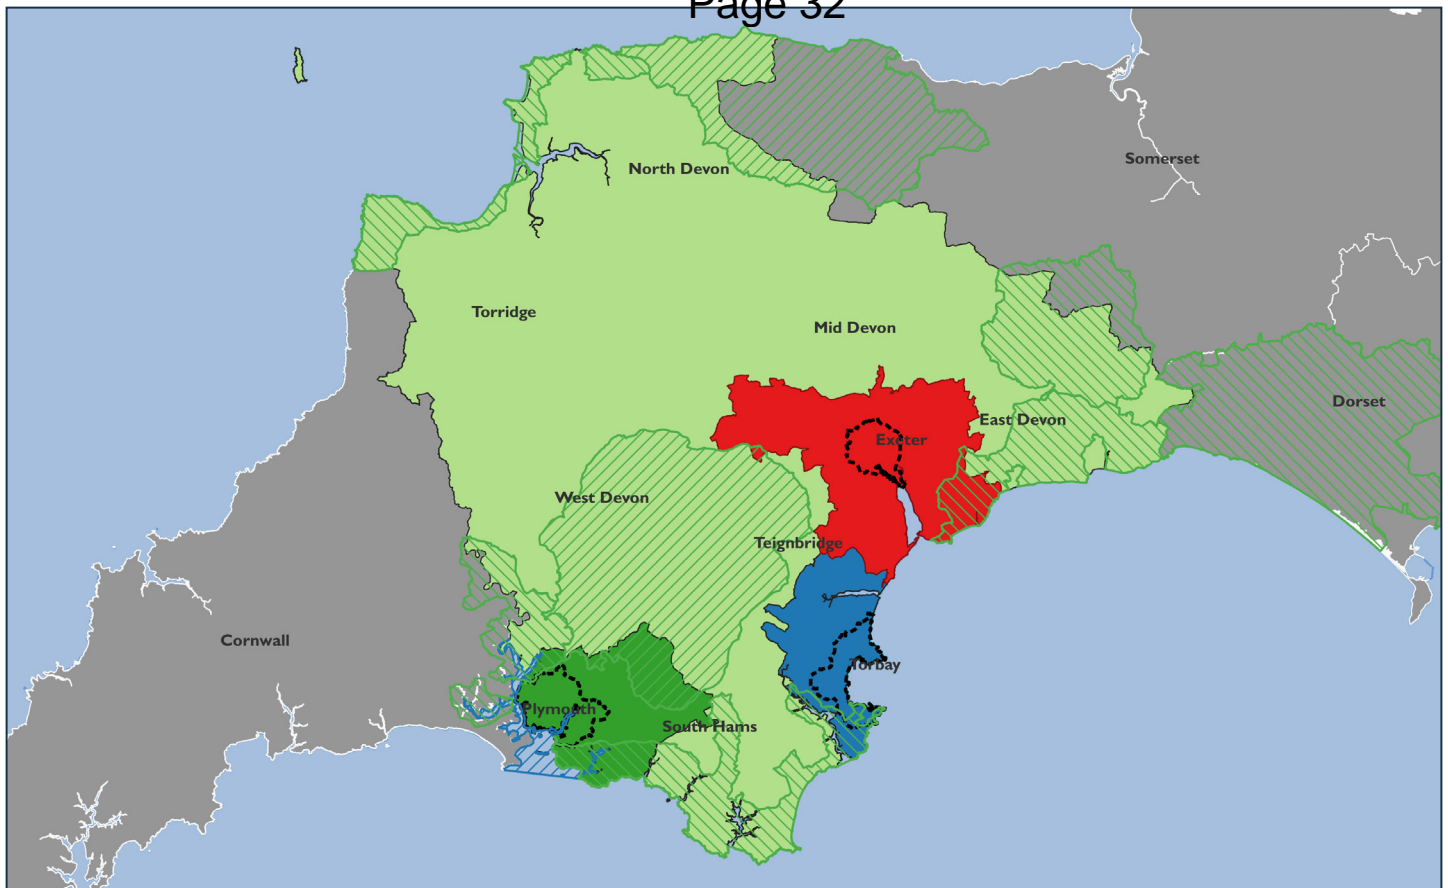 Page 32
Somerset
North Devon
Torridge
Mid Devon
Dorset
East Devon
Exeter
West Devon
Teignbridge
Cornwall
Torbay
Plymouth
South Hams